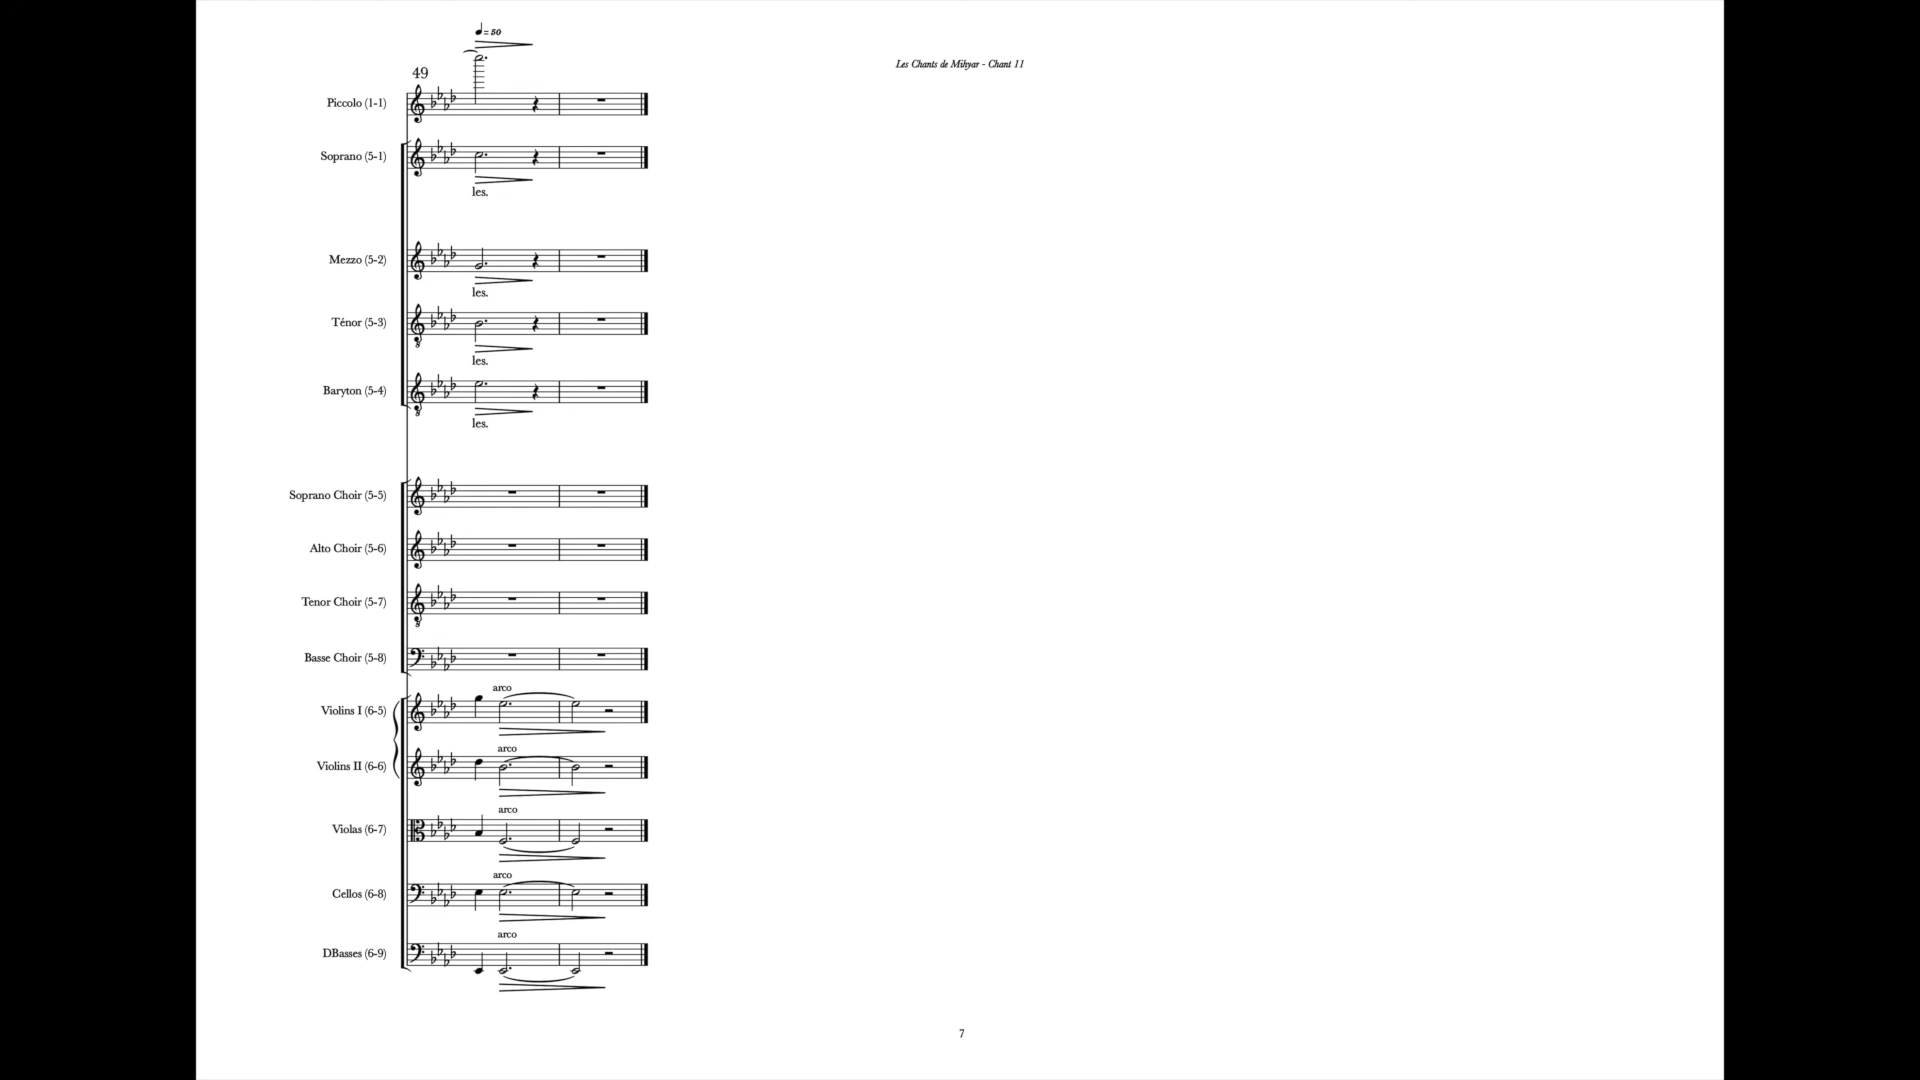 ♩ = 50
Les Chants de Mihyar - Chant 11
49
Piccolo (1-1)
Soprano (5-1)
les.
Mezzo (5-2)
les.
Ténor (5-3)
8
les.
Baryton (5-4)
8
les.
Soprano Choir (5-5)
Alto Choir (5-6)
Tenor Choir (5-7)
8
Basse Choir (5-8)
arco
Violins I (6-5)
arco
Violins II (6-6)
arco
Violas (6-7)
arco
Cellos (6-8)
arco
DBasses (6-9)
7